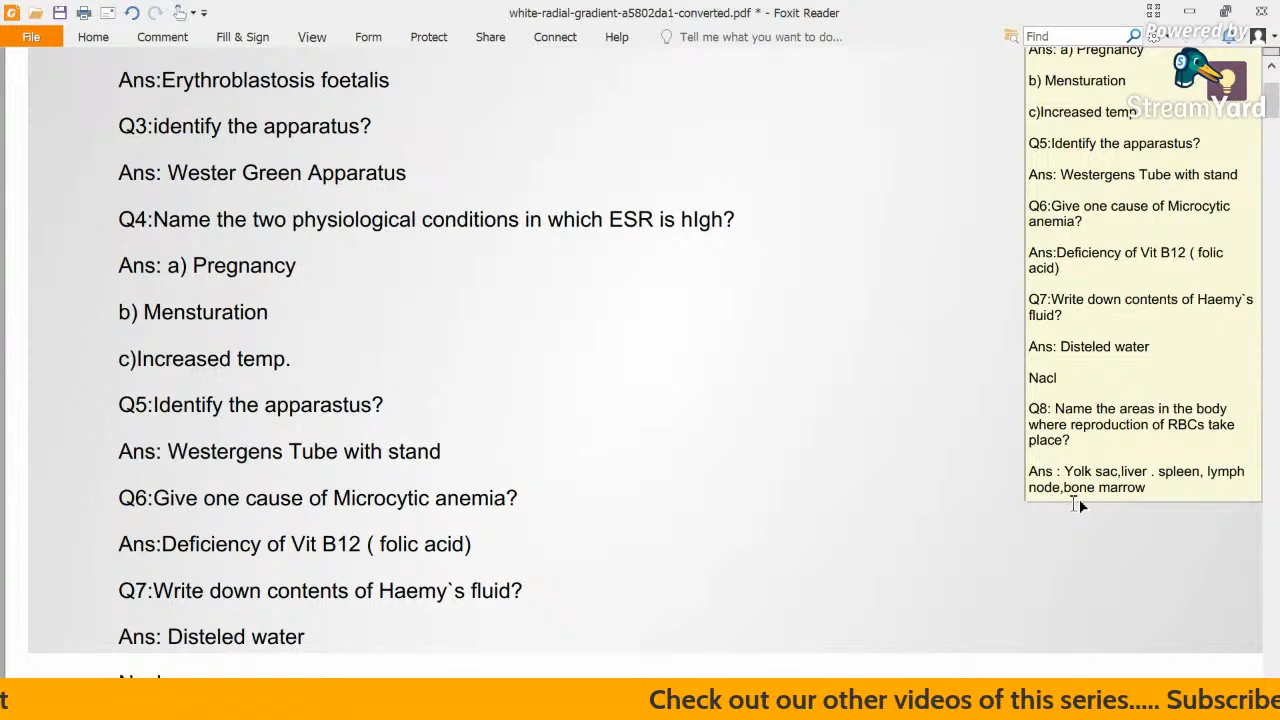 white-radial-gradient-a5802da1-converted.pdf * - Foxit Reader
File Home Comment Fill & Sign View Form Protect Share Connect Help Tell me what you want to do... Find
Powered by
StreamYard
Ans:Erythroblastosis foetalis
Q3:identify the apparatus?
Ans: Wester Green Apparatus
Q4:Name the two physiological conditions in which ESR is hIgh?
Ans: a) Pregnancy
b) Mensturation
c)Increased temp.
Q5:Identify the apparastus?
Ans: Westergens Tube with stand
Q6:Give one cause of Microcytic anemia?
Ans:Deficiency of Vit B12 ( folic acid)
Q7:Write down contents of Haemy`s fluid?
Ans: Disteled water
Ans: a) Pregnancy
b) Mensturation
c)Increased temp
Q5:Identify the apparastus?
Ans: Westergens Tube with stand
Q6:Give one cause of Microcytic
anemia?
Ans:Deficiency of Vit B12 ( folic
acid)
Q7:Write down contents of Haemy`s
fluid?
Ans: Disteled water
Nacl
Q8: Name the areas in the body
where reproduction of RBCs take
place?
Ans : Yolk sac,liver . spleen, lymph
node,bone marrow
t Check out our other videos of this series..... Subscribe